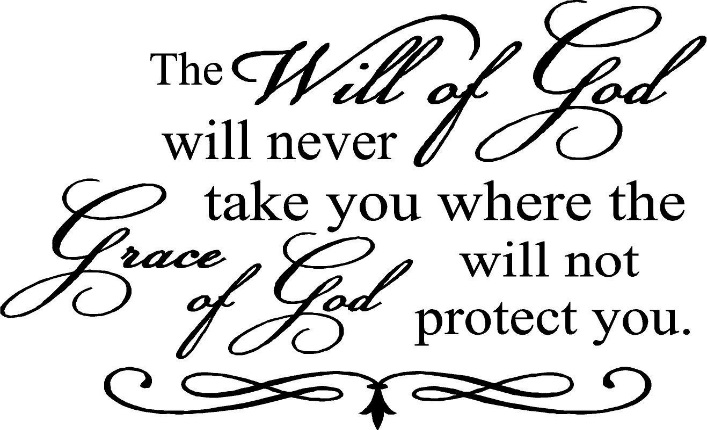 The Will of God
will never
take you where the
Grace of God
will not
protect you.